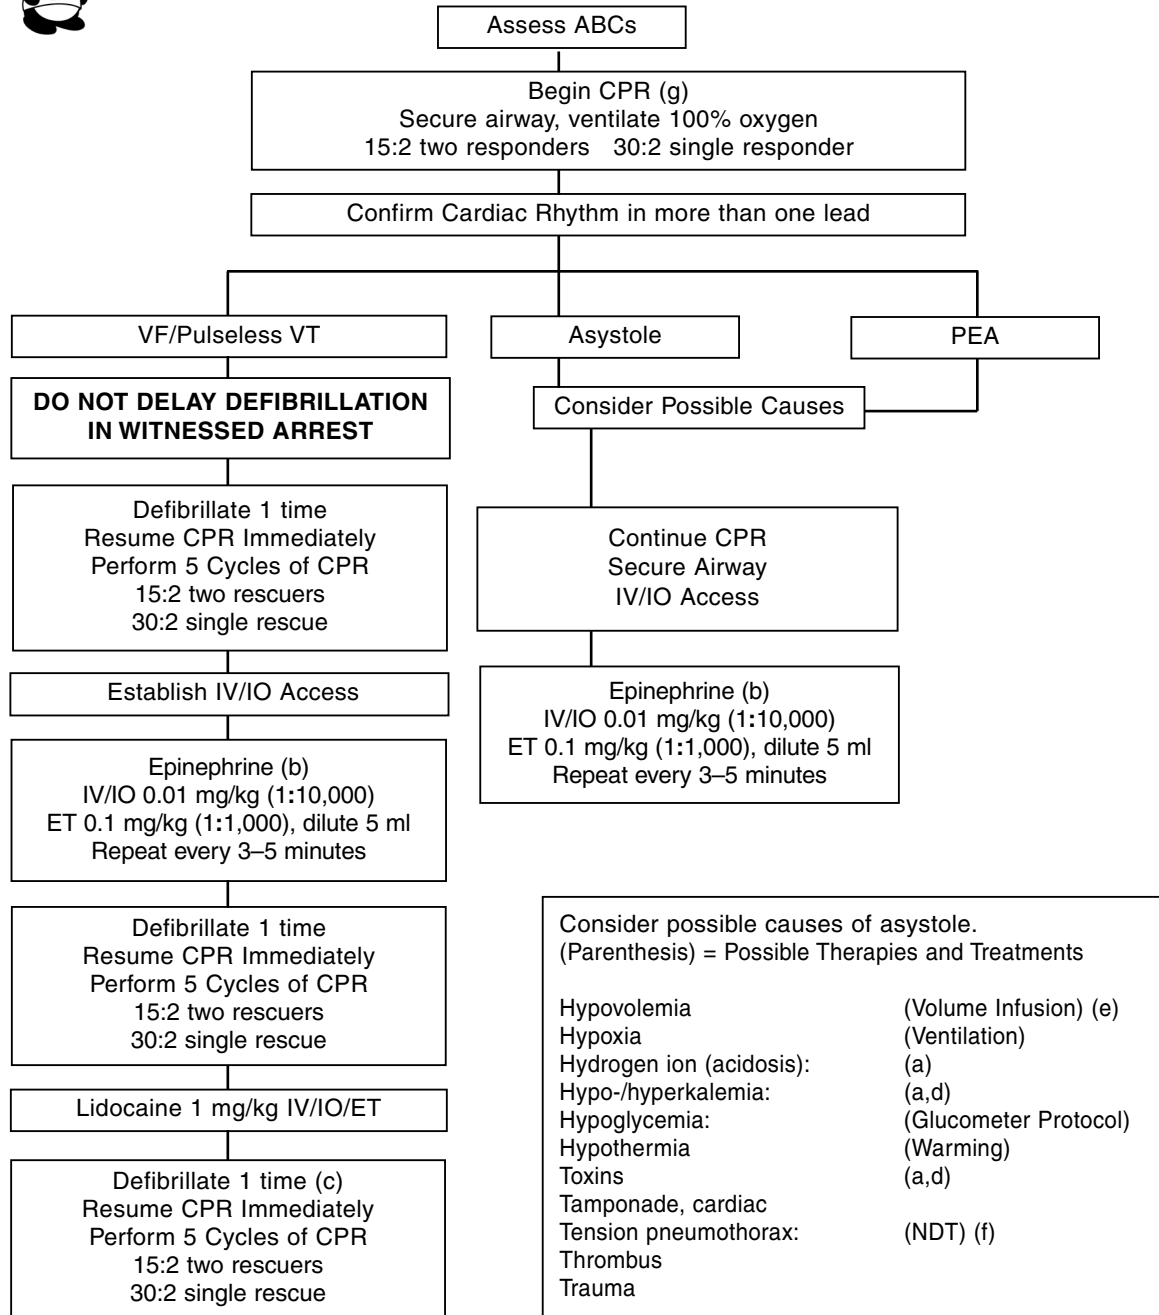 Assess ABCs
Begin CPR (g)
Secure airway, ventilate 100% oxygen
15:2 two responders 30:2 single responder
Confirm Cardiac Rhythm in more than one lead
VF/Pulseless VT
DO NOT DELAY DEFIBRILLATION
IN WITNESSED ARREST
Defibrillate 1 time
Resume CPR Immediately
Perform 5 Cycles of CPR
15:2 two rescuers
30:2 single rescue
Establish IV/IO Access
Epinephrine (b)
IV/IO 0.01 mg/kg (1:10,000)
ET 0.1 mg/kg (1:1,000), dilute 5 ml
Repeat every 3–5 minutes
Defibrillate 1 time
Resume CPR Immediately
Perform 5 Cycles of CPR
15:2 two rescuers
30:2 single rescue
Lidocaine 1 mg/kg IV/IO/ET
Defibrillate 1 time (c)
Resume CPR Immediately
Perform 5 Cycles of CPR
15:2 two rescuers
30:2 single rescue
Asystole
PEA
Consider Possible Causes
Continue CPR
Secure Airway
IV/IO Access
Epinephrine (b)
IV/IO 0.01 mg/kg (1:10,000)
ET 0.1 mg/kg (1:1,000), dilute 5 ml
Repeat every 3–5 minutes
Consider possible causes of asystole.
(Parenthesis) = Possible Therapies and Treatments
Hypovolemia (Volume Infusion) (e)
Hypoxia (Ventilation)
Hydrogen ion (acidosis): (a)
Hypo-/hyperkalemia: (a,d)
Hypoglycemia: (Glucometer Protocol)
Hypothermia (Warming)
Toxins (a,d)
Tamponade, cardiac
Tension pneumothorax: (NDT) (f)
Thrombus
Trauma